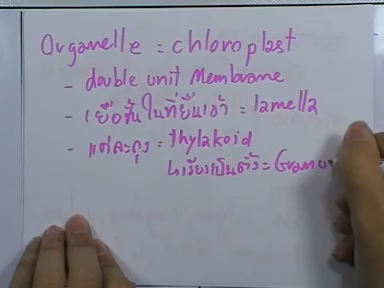 Organelle = chloroplast
- double unit Membrane
- เยื่อชั้นในที่ยื่นเข้า = lamella
- แต่ละถุง = thylakoid
เรียงเป็นตั้ง =